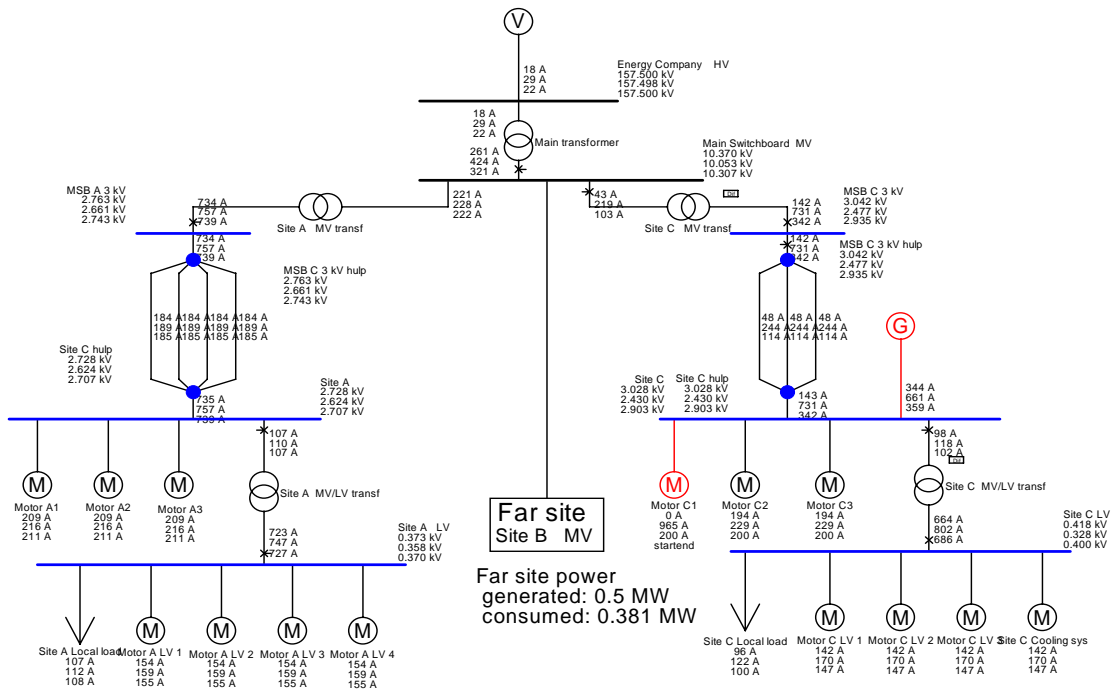 V
18 A
29 A
22 A
Energy Company HV
157.500 kV
157.498 kV
157.500 kV
18 A
29 A
22 A
Main transformer
261 A
424 A
321 A
Main Switchboard MV
10.370 kV
10.053 kV
10.307 kV
MSB A 3 kV
2.763 kV
2.661 kV
2.743 kV
734 A
757 A
739 A
Site A MV transf
221 A
228 A
222 A
43 A
219 A
103 A
Site C MV transf
142 A
731 A
342 A
MSB C 3 kV
3.042 kV
2.477 kV
2.935 kV
734 A
757 A
739 A
MSB C 3 kV hulp
2.763 kV
2.661 kV
2.743 kV
142 A
731 A
342 A
MSB C 3 kV hulp
3.042 kV
2.477 kV
2.935 kV
184 A 184 A 184 A 184 A
189 A 189 A 189 A 189 A
185 A 185 A 185 A 185 A
48 A 48 A 48 A
244 A 244 A 244 A
114 A 114 A 114 A
G
Site C hulp
2.728 kV
2.624 kV
2.707 kV
735 A
757 A
739 A
Site A
2.728 kV
2.624 kV
2.707 kV
Site C
3.028 kV
2.430 kV
2.903 kV
Site C hulp
3.028 kV
2.430 kV
2.903 kV
143 A
731 A
342 A
344 A
661 A
359 A
107 A
110 A
107 A
98 A
118 A
102 A
M
Motor A1
209 A
216 A
211 A
M
Motor A2
209 A
216 A
211 A
M
Motor A3
209 A
216 A
211 A
Site A MV/LV transf
M
Motor C1
0 A
965 A
200 A
startend
M
Motor C2
194 A
229 A
200 A
M
Motor C3
194 A
229 A
200 A
Site C MV/LV transf
723 A
747 A
727 A
Site A LV
0.373 kV
0.358 kV
0.370 kV
Far site
Site B MV
664 A
802 A
686 A
Site C LV
0.418 kV
0.328 kV
0.400 kV
Far site power
generated: 0.5 MW
consumed: 0.381 MW
Site A Local load
107 A
112 A
108 A
M
Motor A LV 1
154 A
159 A
155 A
M
Motor A LV 2
154 A
159 A
155 A
M
Motor A LV 3
154 A
159 A
155 A
M
Motor A LV 4
154 A
159 A
155 A
Site C Local load
96 A
122 A
100 A
M
Motor C LV 1
142 A
170 A
147 A
M
Motor C LV 2
142 A
170 A
147 A
M
Motor C LV 3
142 A
170 A
147 A
M
Site C Cooling sys
142 A
170 A
147 A